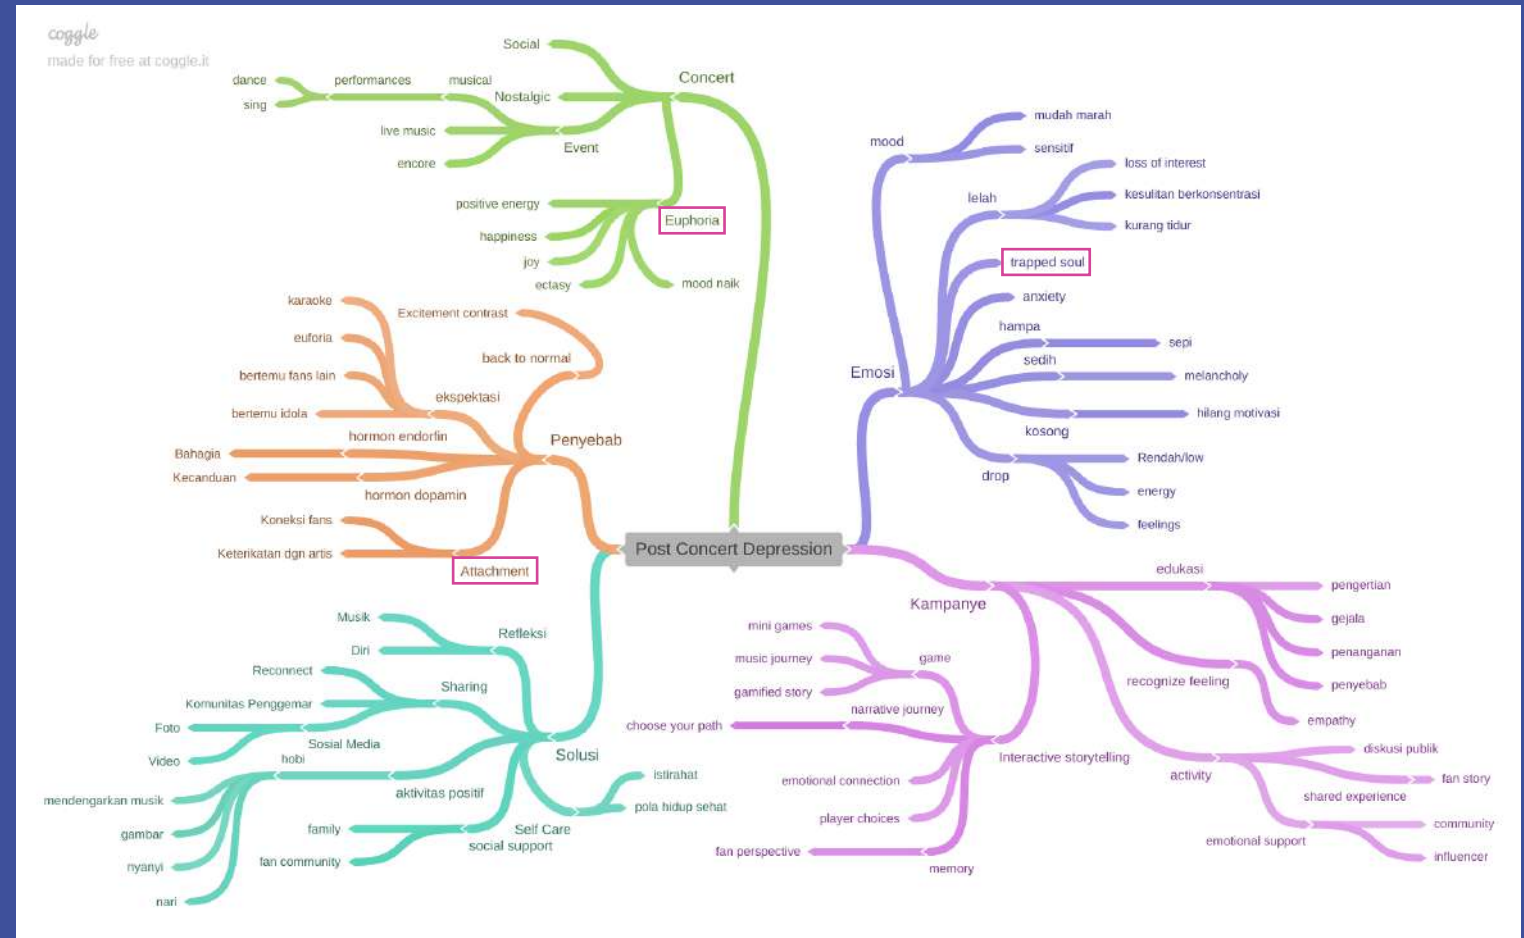 coggle
made for free at coggle.it
Social
Concert
dance
performances
musical
sing
Nostalgic
live music
Event
encore
positive energy
Euphoria
happiness
joy
ectasy
mood naik
mudah marah
mood
sensitif
loss of interest
lelah
kesulitan berkonsentrasi
kurang tidur
trapped soul
anxiety
hampa
sepi
sedih
Emosi
melancholy
hilang motivasi
kosong
Rendah/low
drop
energy
feelings
karaoke
Excitement contrast
euforia
back to normal
bertemu fans lain
ekspektasi
bertemu idola
hormon endorfin
Penyebab
Bahagia
Kecanduan
hormon dopamin
Koneksi fans
Keterikatan dgn artis
Attachment
Post Concert Depression
Musik
Refleksi
Diri
Reconnect
Sharing
Komunitas Penggemar
Foto
Sosial Media
Video
hobi
Solusi
mendengarkan musik
aktivitas positif
istirahat
pola hidup sehat
gambar
family
Self Care
social support
fan community
nyanyi
nari
edukasi
pengertian
Kampanye
gejala
mini games
penanganan
music journey
game
recognize feeling
penyebab
gamified story
narrative journey
choose your path
empathy
Interactive storytelling
diskusi publik
activity
emotional connection
fan story
shared experience
player choices
community
emotional support
fan perspective
influencer
memory